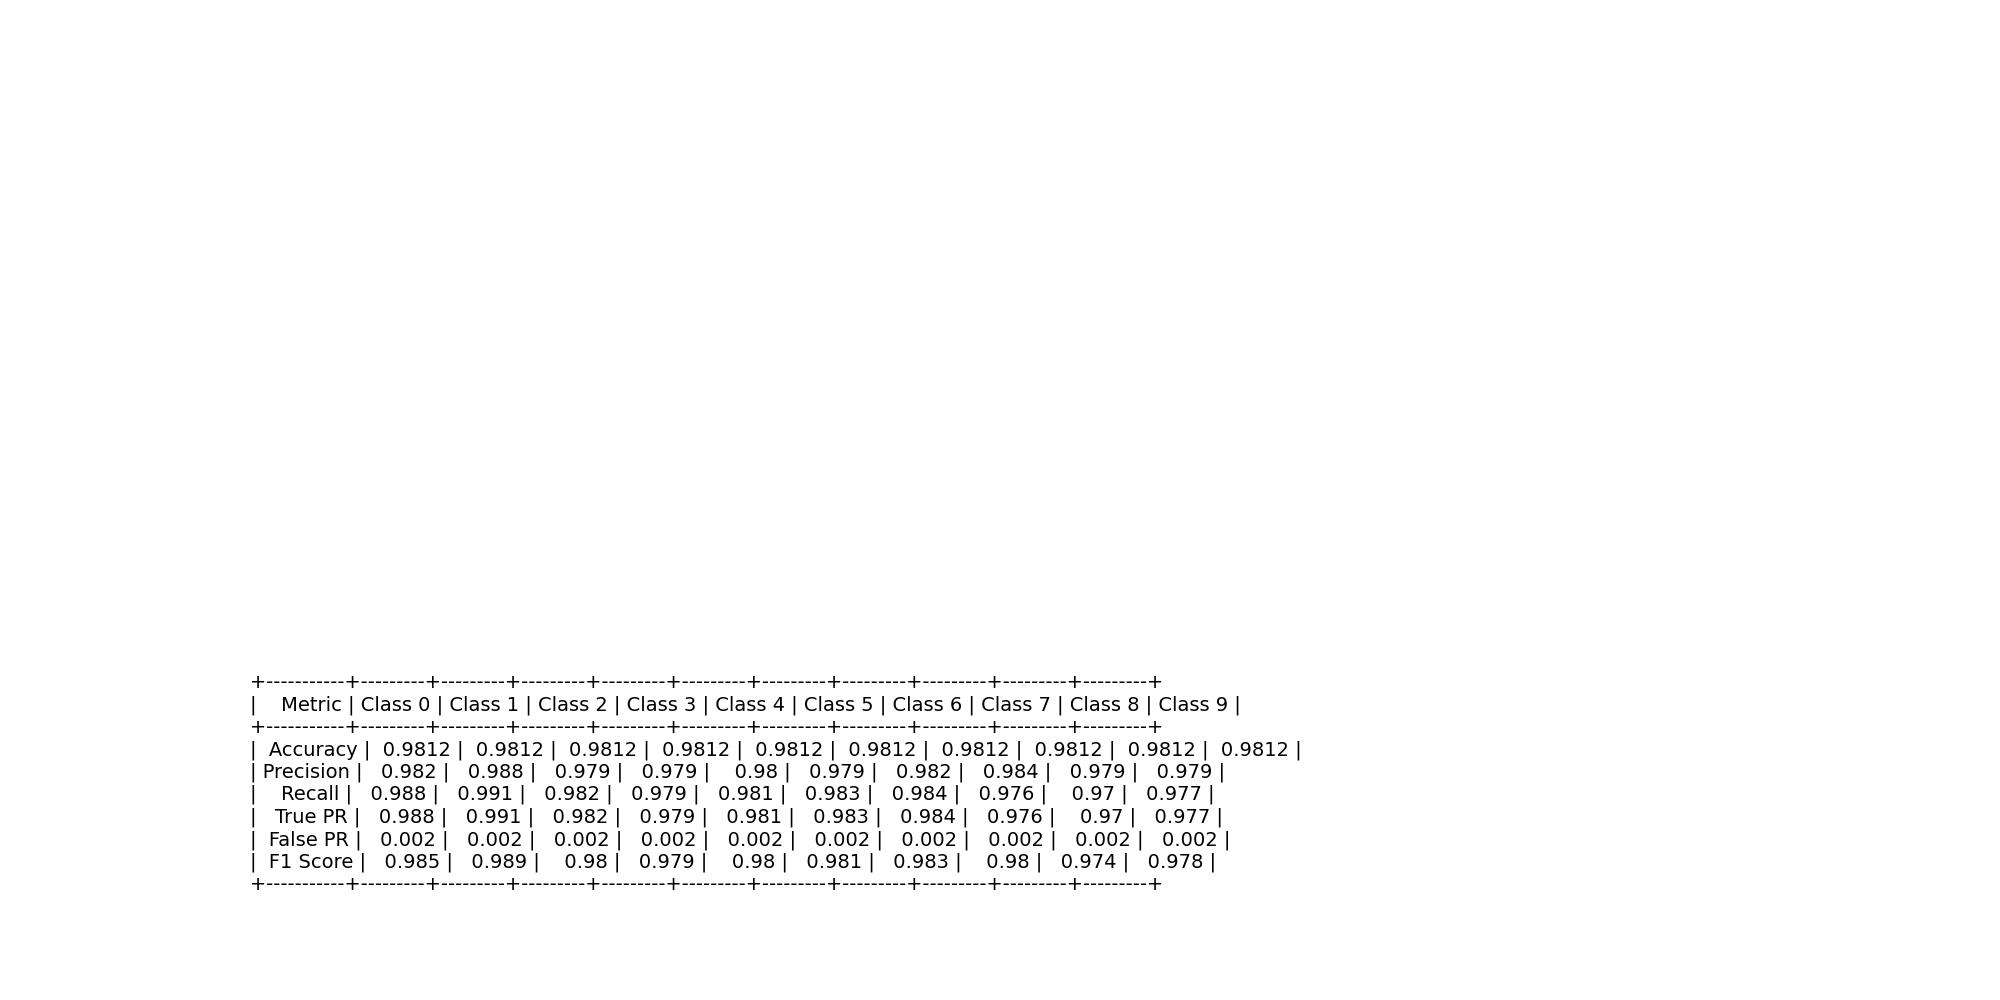 +-----------+---------+---------+---------+---------+---------+---------+---------+---------+---------+
|    Metric | Class 0 | Class 1 | Class 2 | Class 3 | Class 4 | Class 5 | Class 6 | Class 7 | Class 8 | Class 9 |
+-----------+---------+---------+---------+---------+---------+---------+---------+---------+---------+
|  Accuracy |  0.9812 |  0.9812 |  0.9812 |  0.9812 |  0.9812 |  0.9812 |  0.9812 |  0.9812 |  0.9812 |  0.9812 |
| Precision |   0.982 |   0.988 |   0.979 |   0.979 |    0.98 |   0.979 |   0.982 |   0.984 |   0.979 |   0.979 |
|    Recall |   0.988 |   0.991 |   0.982 |   0.979 |   0.981 |   0.983 |   0.984 |   0.976 |    0.97 |   0.977 |
|   True PR |   0.988 |   0.991 |   0.982 |   0.979 |   0.981 |   0.983 |   0.984 |   0.976 |    0.97 |   0.977 |
|  False PR |   0.002 |   0.002 |   0.002 |   0.002 |   0.002 |   0.002 |   0.002 |   0.002 |   0.002 |   0.002 |
|  F1 Score |   0.985 |   0.989 |    0.98 |   0.979 |    0.98 |   0.981 |   0.983 |    0.98 |   0.974 |   0.978 |
+-----------+---------+---------+---------+---------+---------+---------+---------+---------+---------+